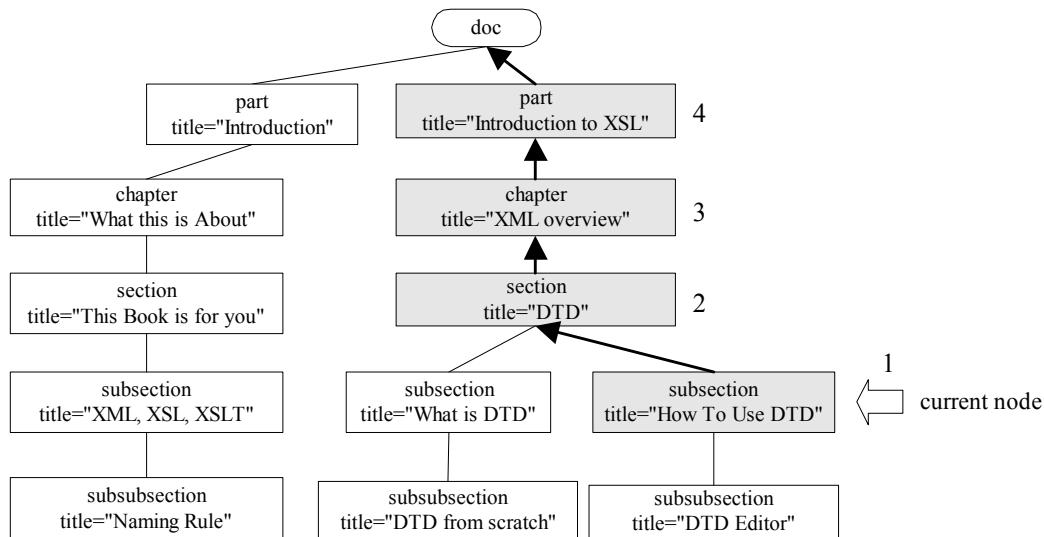 doc
part
title="Introduction"
part
title="Introduction to XSL"
4
chapter
title="What this is About"
chapter
title="XML overview"
3
section
title="This Book is for you"
section
title="DTD"
2
subsection
title="XML, XSL, XSLT"
subsection
title="What is DTD"
subsection
title="How To Use DTD"
1
current node
subsubsection
title="Naming Rule"
subsubsection
title="DTD from scratch"
subsubsection
title="DTD Editor"